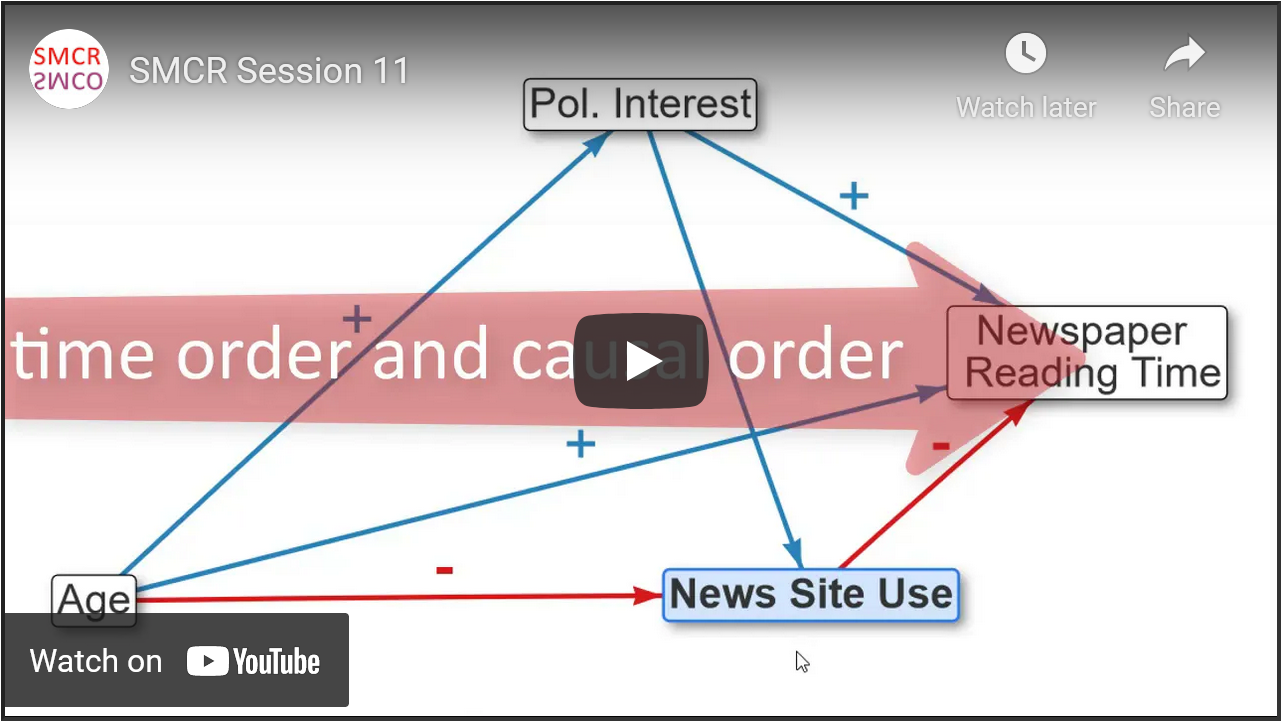 SMCR
SMCO
SMCR Session 11
Watch later
Share
Pol. Interest
+
+
time order and causal order
Newspaper
Reading Time
+
-
-
Age
News Site Use
Watch on YouTube